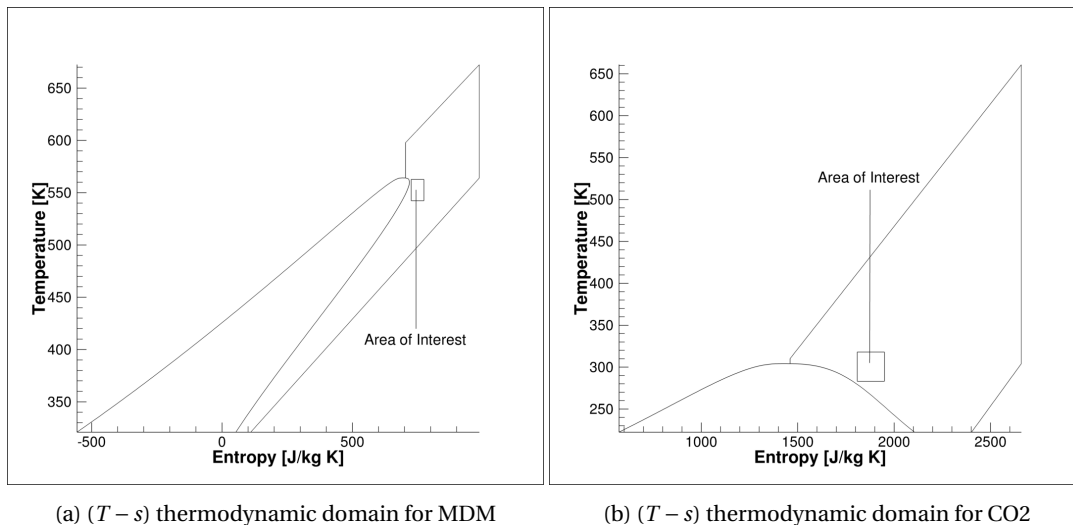 650
600
550
500
450
400
350
Temperature [K]
Area of Interest
-500
0
500
Entropy [J/kg K]
650
600
550
500
450
400
350
300
250
Temperature [K]
Area of Interest
1000
1500
2000
2500
Entropy [J/kg K]
(a) (T − s) thermodynamic domain for MDM
(b) (T − s) thermodynamic domain for CO2